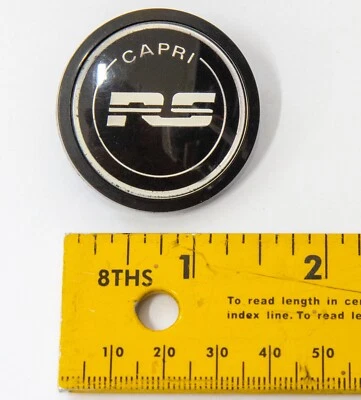 CAPRI
RS
8THS 1 2
To read length in cen
index line. To read le
10 20 30 40 50